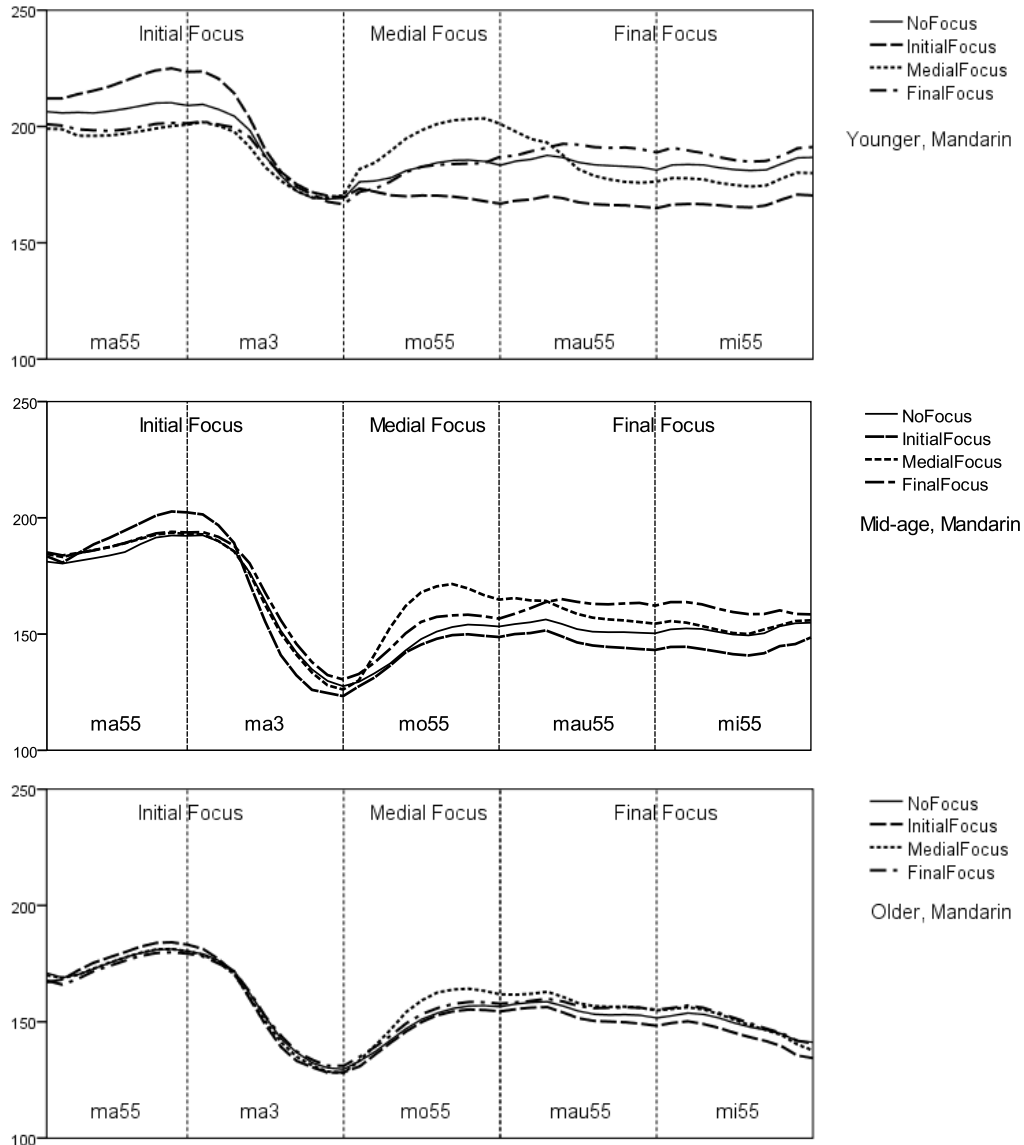 250
200
150
100
Initial Focus
Medial Focus
Final Focus
ma55
ma3
mo55
mau55
mi55
NoFocus
InitialFocus
MedialFocus
FinalFocus
Younger, Mandarin
250
200
150
100
Initial Focus
Medial Focus
Final Focus
ma55
ma3
mo55
mau55
mi55
NoFocus
InitialFocus
MedialFocus
FinalFocus
Mid-age, Mandarin
250
200
150
100
Initial Focus
Medial Focus
Final Focus
ma55
ma3
mo55
mau55
mi55
NoFocus
InitialFocus
MedialFocus
FinalFocus
Older, Mandarin